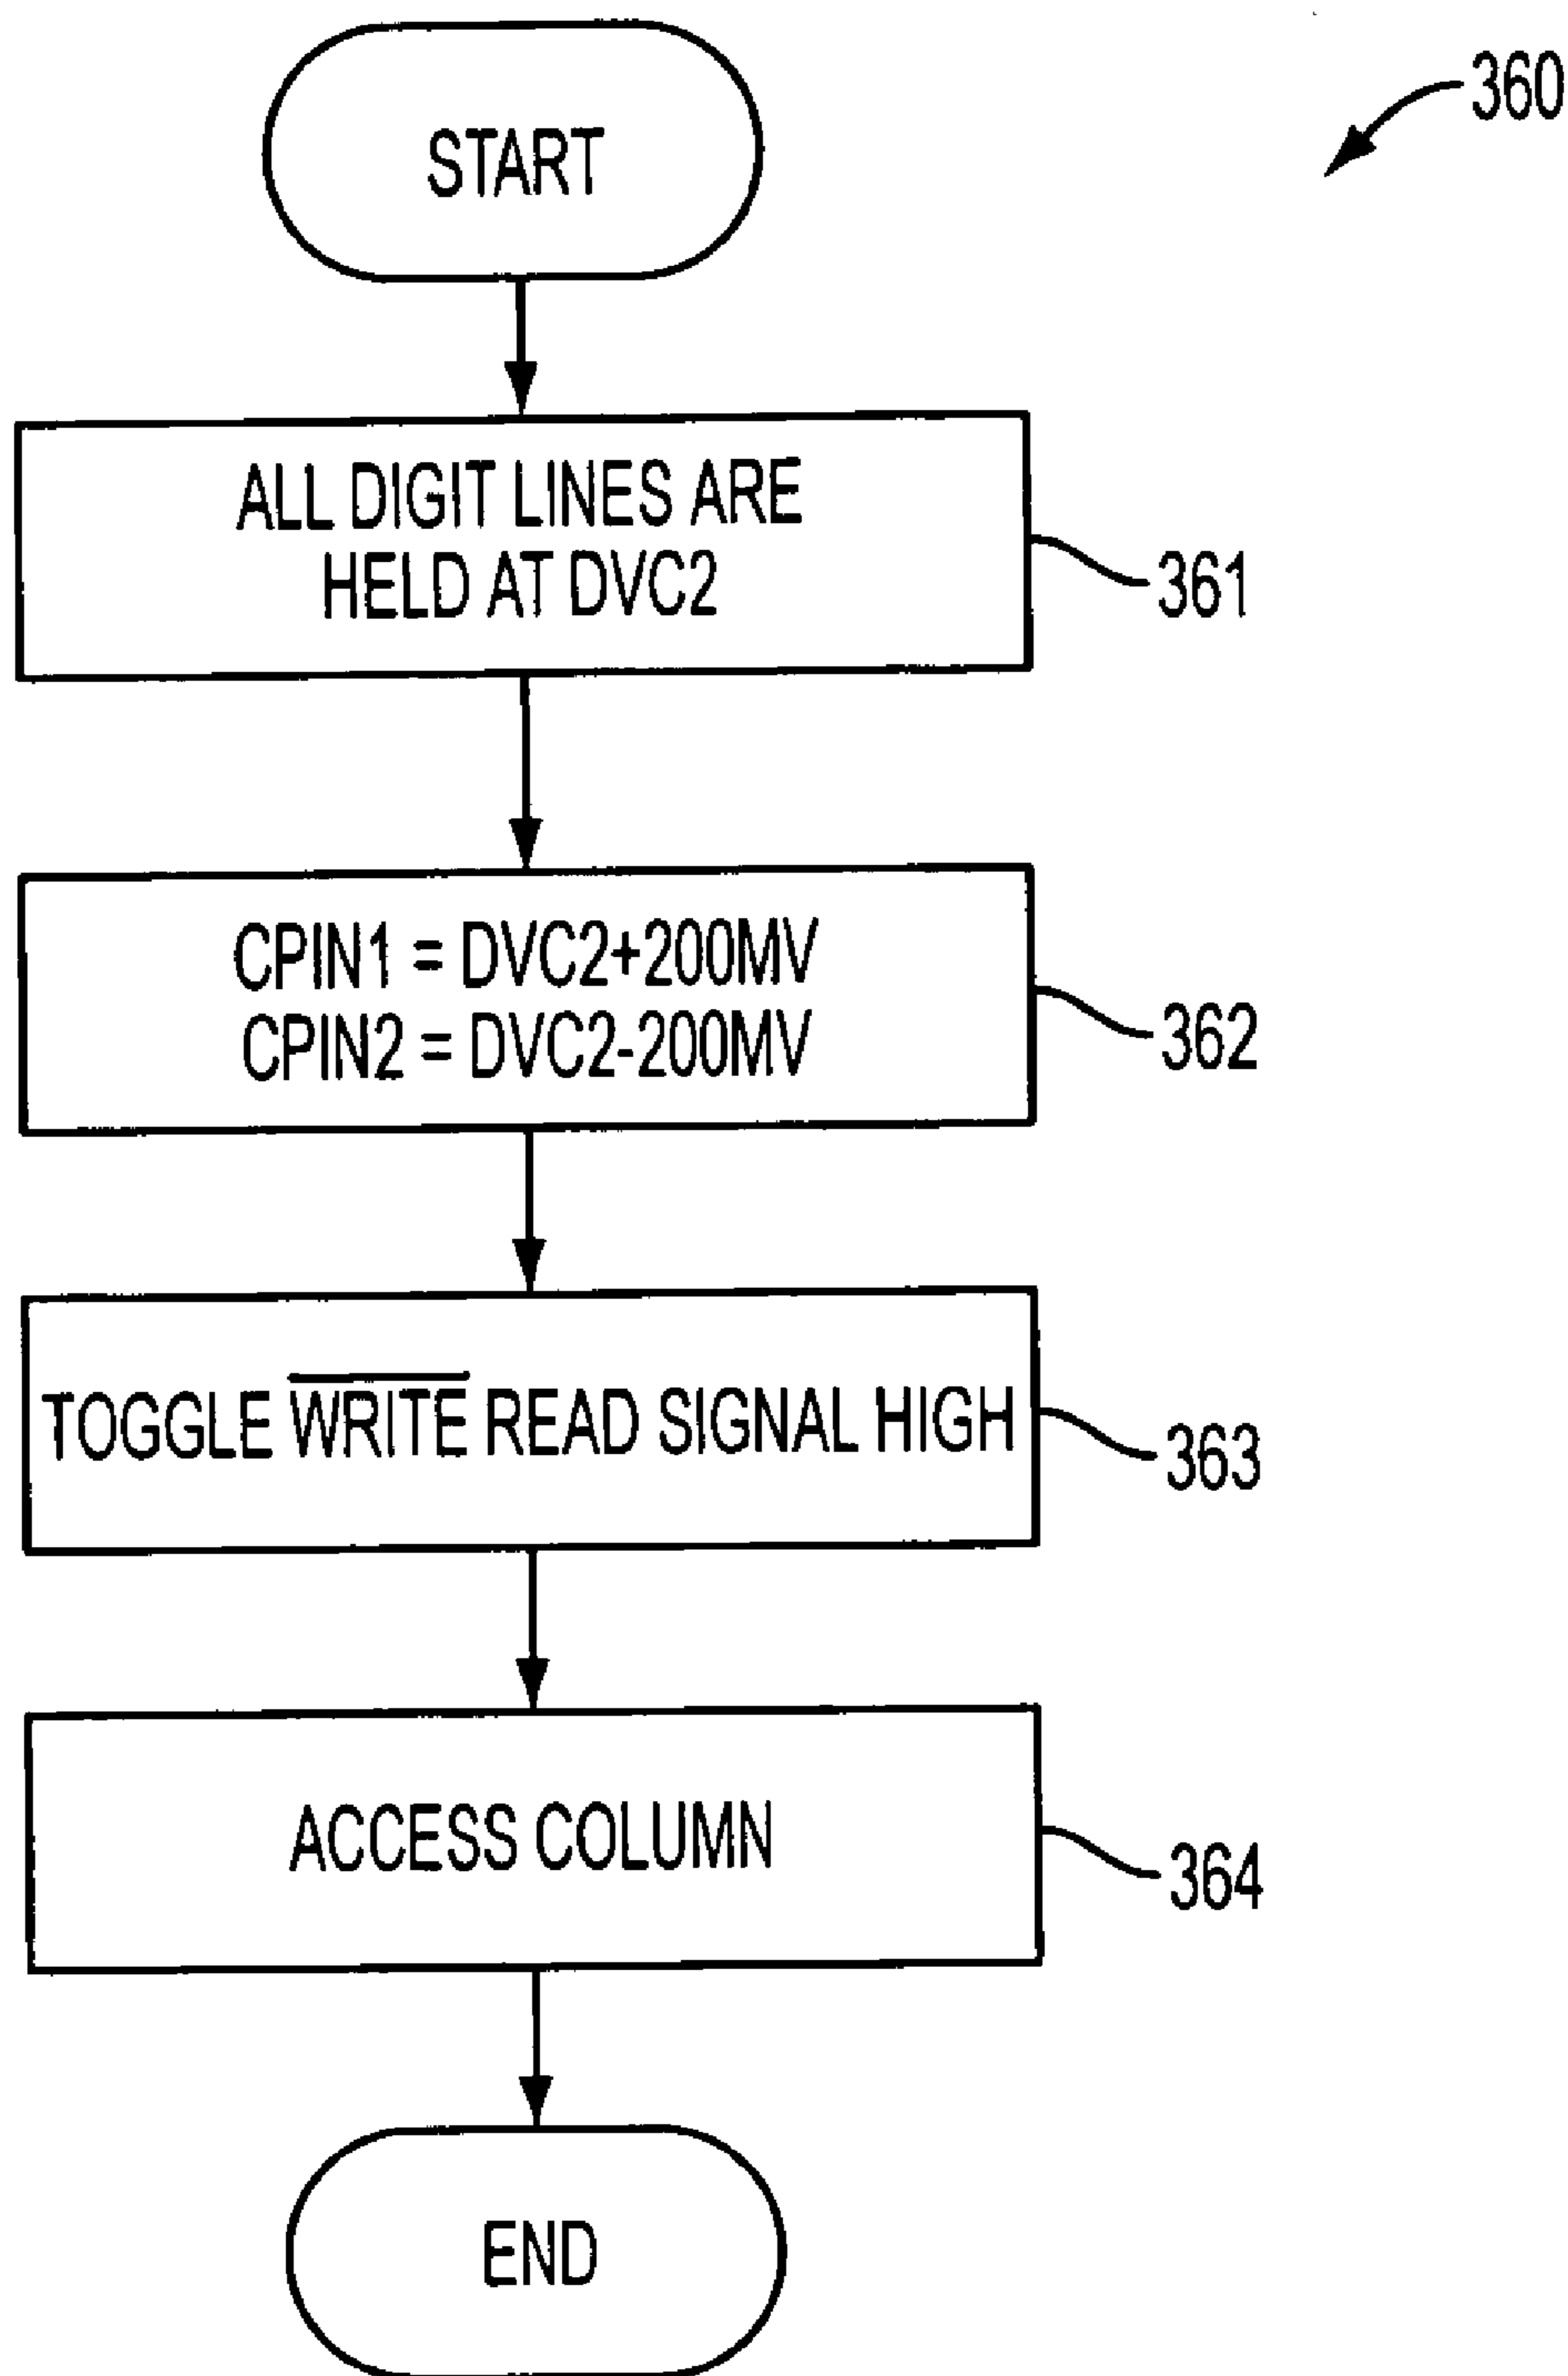 360
START
ALL DIGIT LINES ARE
HELD AT DVC2
361
CPIN1 = DVC2+200MV
CPIN2 = DVC2-200MV
362
TOGGLE W̅R̅I̅T̅E̅ READ SIGNAL HIGH
363
ACCESS COLUMN
364
END